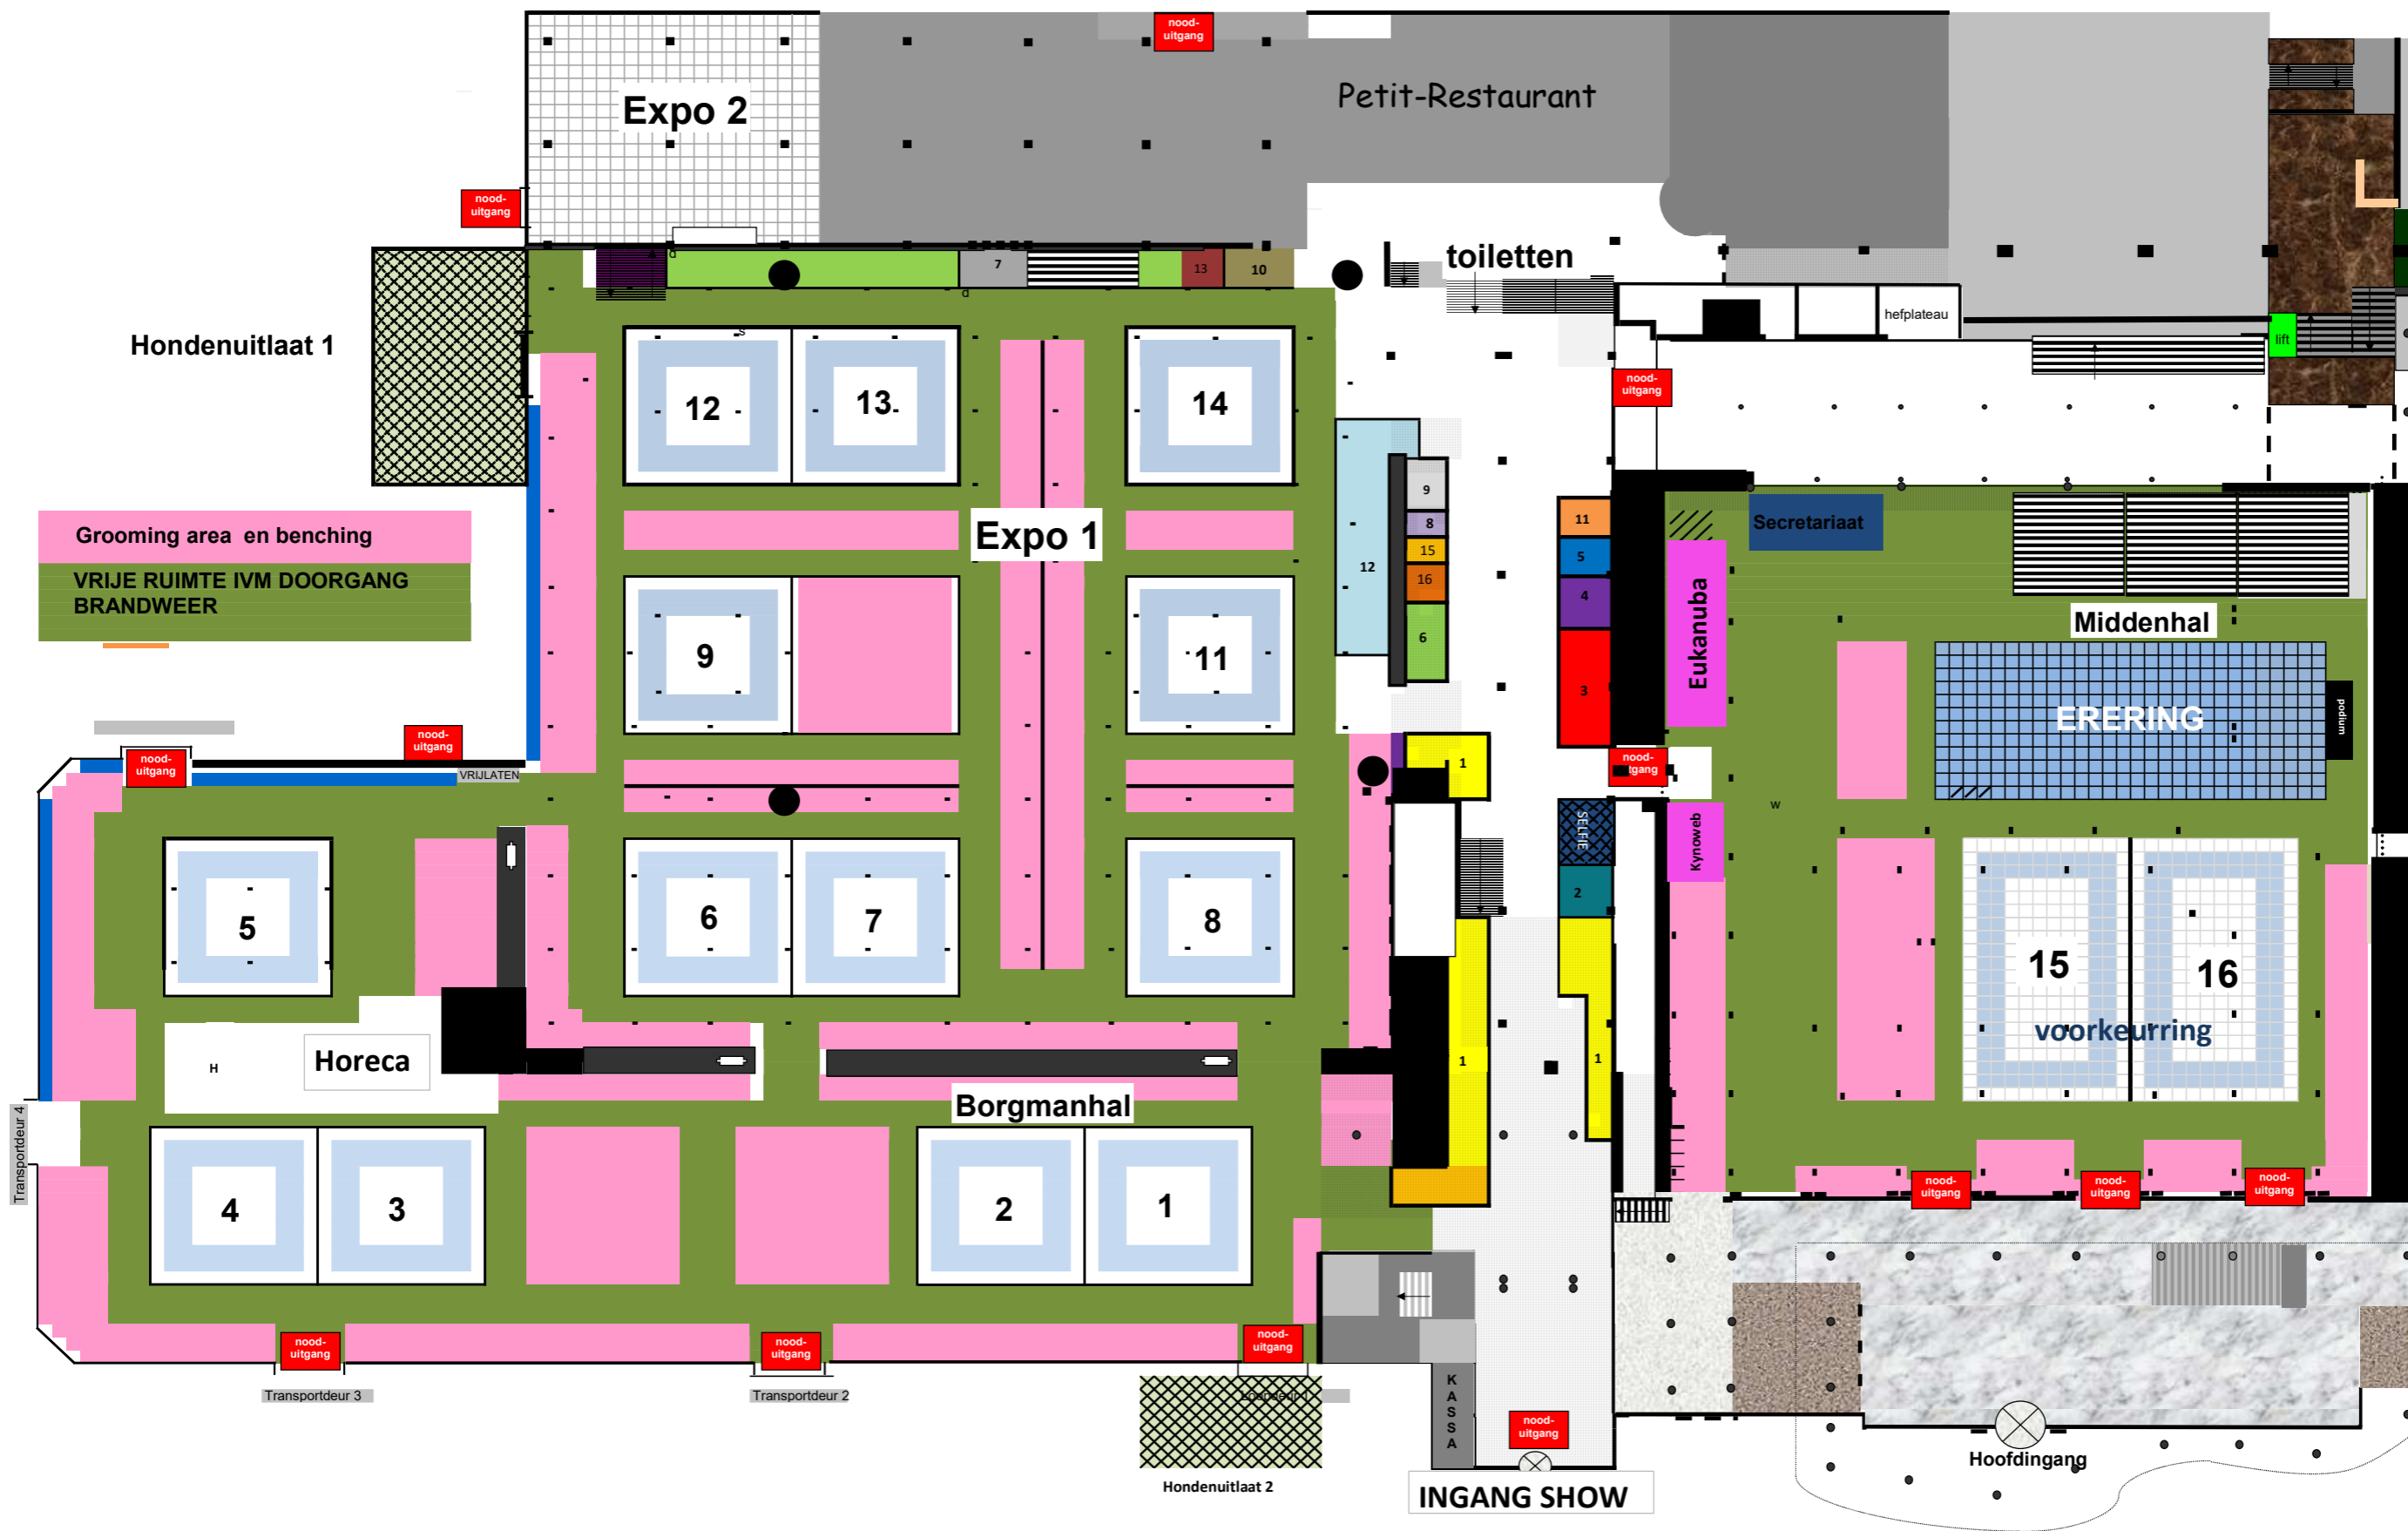 nood-
uitgang
Petit-Restaurant
Expo 2
nood-
uitgang
toiletten
d
7
13
10
d
hefplateau
lift
Hondenuitlaat 1
s
12
13
14
nood-
uitgang
9
8
15
16
6
12
11
5
4
3
Secretariaat
Grooming area en benching
VRIJE RUIMTE IVM DOORGANG
BRANDWEER
Expo 1
Eukanuba
Middenhal
9
11
ERERING
podium
nood-
uitgang
nood-
uitgang
VRIJLATEN
1
nood-
uitgang
w
SELFIE
Kynoweb
2
5
6
7
8
15
16
voorkeurring
Horeca
H
1
1
Borgmanhal
Transportdeur 4
4
3
2
1
nood-
uitgang
nood-
uitgang
nood-
uitgang
nood-
uitgang
nood-
uitgang
nood-
uitgang
Transportdeur 3
Transportdeur 2
Loopdeur 1
KASSA
nood-
uitgang
Hoofdingang
Hondenuitlaat 2
INGANG SHOW